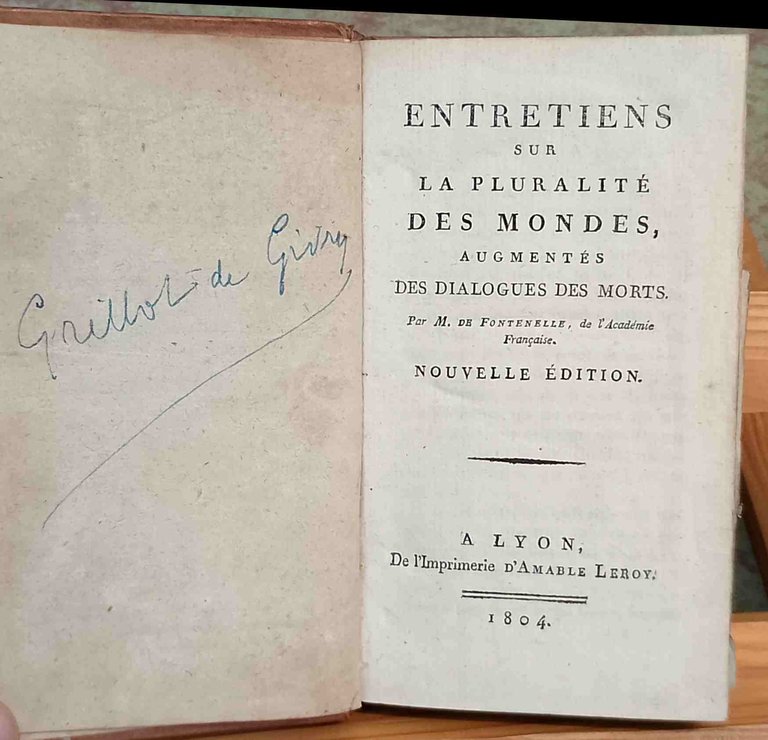 Grillot de Givry
ENTRETIENS
SUR
LA PLURALITÉ
DES MONDES,
AUGMENTÉS
DES DIALOGUES DES MORTS.
Par M. DE FONTENELLE, de l'Académie
Française.
NOUVELLE ÉDITION.
A LYON,
De l'Imprimerie D'AMABLE LEROY.
1804.